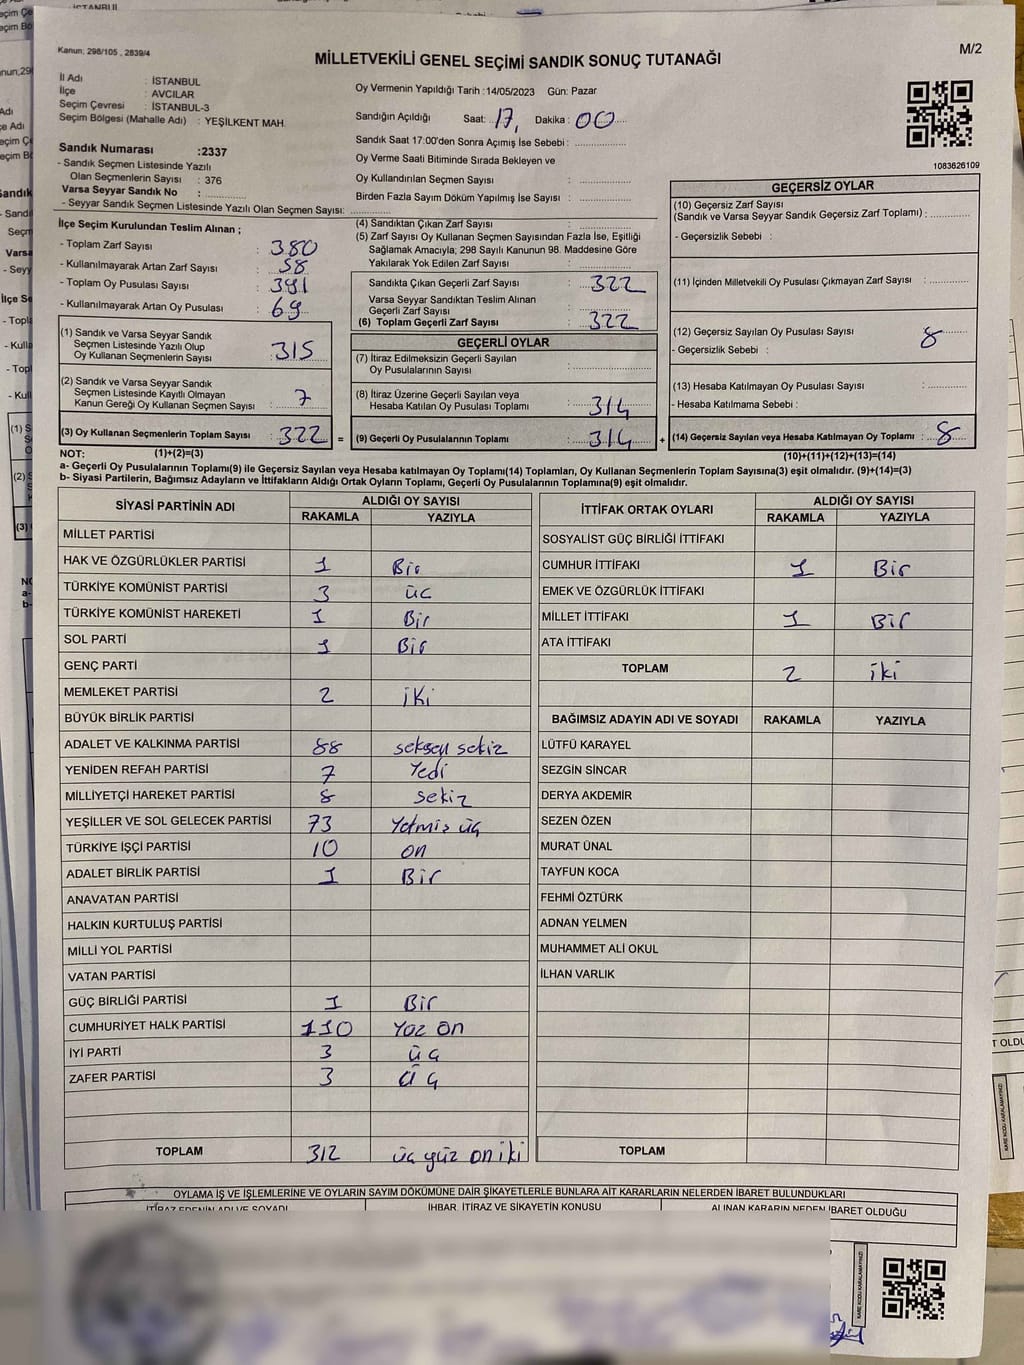 Kanun; 298/105 , 2839/4
M/2
MİLLETVEKİLİ GENEL SEÇİMİ SANDIK SONUÇ TUTANAĞI
İl Adı : İSTANBUL
İlçe : AVCILAR
Seçim Çevresi : İSTANBUL-3
Seçim Bölgesi (Mahalle Adı) : YEŞİLKENT MAH.
Sandık Numarası :2337
- Sandık Seçmen Listesinde Yazılı
Olan Seçmenlerin Sayısı : 376
Varsa Seyyar Sandık No :
- Seyyar Sandık Seçmen Listesinde Yazılı Olan Seçmen Sayısı:
Oy Vermenin Yapıldığı Tarih :14/05/2023 Gün: Pazar
Sandığın Açıldığı Saat: 17, Dakika : 00
Sandık Saat 17:00'den Sonra Açımış İse Sebebi :
Oy Verme Saati Bitiminde Sırada Bekleyen ve
Oy Kullandırılan Seçmen Sayısı :
Birden Fazla Sayım Döküm Yapılmış İse Sayısı :
1083626109
İlçe Seçim Kurulundan Teslim Alınan ;
- Toplam Zarf Sayısı : 380
- Kullanılmayarak Artan Zarf Sayısı : 58
- Toplam Oy Pusulası Sayısı : 391
- Kullanılmayarak Artan Oy Pusulası : 69
(1) Sandık ve Varsa Seyyar Sandık
Seçmen Listesinde Yazılı Olup
Oy Kullanan Seçmenlerin Sayısı : 315
(2) Sandık ve Varsa Seyyar Sandık
Seçmen Listesinde Kayıtlı Olmayan
Kanun Gereği Oy Kullanan Seçmen Sayısı : 7
(3) Oy Kullanan Seçmenlerin Toplam Sayısı : 322 =
(4) Sandıktan Çıkan Zarf Sayısı :
(5) Zarf Sayısı Oy Kullanan Seçmen Sayısından Fazla İse, Eşitliği
Sağlamak Amacıyla; 298 Sayılı Kanunun 98. Maddesine Göre
Yakılarak Yok Edilen Zarf Sayısı :
Sandıkta Çıkan Geçerli Zarf Sayısı : 322
Varsa Seyyar Sandıktan Teslim Alınan
Geçerli Zarf Sayısı :
(6) Toplam Geçerli Zarf Sayısı : 322
GEÇERLİ OYLAR
(7) İtiraz Edilmeksizin Geçerli Sayılan
Oy Pusulalarının Sayısı :
(8) İtiraz Üzerine Geçerli Sayılan veya
Hesaba Katılan Oy Pusulası Toplamı : 314
(9) Geçerli Oy Pusulalarının Toplamı : 314 +
GEÇERSİZ OYLAR
(10) Geçersiz Zarf Sayısı
(Sandık ve Varsa Seyyar Sandık Geçersiz Zarf Toplamı) :
- Geçersizlik Sebebi :
(11) İçinden Milletvekili Oy Pusulası Çıkmayan Zarf Sayısı :
(12) Geçersiz Sayılan Oy Pusulası Sayısı : 8
- Geçersizlik Sebebi :
(13) Hesaba Katılmayan Oy Pusulası Sayısı :
- Hesaba Katılmama Sebebi :
(14) Geçersiz Sayılan veya Hesaba Katılmayan Oy Toplamı : 8
NOT: (1)+(2)=(3) (10)+(11)+(12)+(13)=(14)
a- Geçerli Oy Pusulalarının Toplamı(9) ile Geçersiz Sayılan veya Hesaba katılmayan Oy Toplamı(14) Toplamları, Oy Kullanan Seçmenlerin Toplam Sayısına(3) eşit olmalıdır. (9)+(14)=(3)
b- Siyasi Partilerin, Bağımsız Adayların ve İttifakların Aldığı Ortak Oyların Toplamı, Geçerli Oy Pusulalarının Toplamına(9) eşit olmalıdır.
SİYASİ PARTİNİN ADI ALDIĞI OY SAYISI
RAKAMLA YAZIYLA
MİLLET PARTİSİ
HAK VE ÖZGÜRLÜKLER PARTİSİ 1 Bir
TÜRKİYE KOMÜNİST PARTİSİ 3 üç
TÜRKİYE KOMÜNİST HAREKETİ 1 Bir
SOL PARTİ 1 Bir
GENÇ PARTİ
MEMLEKET PARTİSİ 2 iki
BÜYÜK BİRLİK PARTİSİ
ADALET VE KALKINMA PARTİSİ 88 seksen sekiz
YENİDEN REFAH PARTİSİ 7 Yedi
MİLLİYETÇİ HAREKET PARTİSİ 8 sekiz
YEŞİLLER VE SOL GELECEK PARTİSİ 73 Yetmiş üç
TÜRKİYE İŞÇİ PARTİSİ 10 on
ADALET BİRLİK PARTİSİ 1 Bir
ANAVATAN PARTİSİ
HALKIN KURTULUŞ PARTİSİ
MİLLİ YOL PARTİSİ
VATAN PARTİSİ
GÜÇ BİRLİĞİ PARTİSİ 1 Bir
CUMHURİYET HALK PARTİSİ 110 Yüz on
İYİ PARTİ 3 üç
ZAFER PARTİSİ 3 üç
TOPLAM 312 üç yüz on iki
İTTİFAK ORTAK OYLARI ALDIĞI OY SAYISI
RAKAMLA YAZIYLA
SOSYALİST GÜÇ BİRLİĞİ İTTİFAKI
CUMHUR İTTİFAKI 1 Bir
EMEK VE ÖZGÜRLÜK İTTİFAKI
MİLLET İTTİFAKI 1 Bir
ATA İTTİFAKI
TOPLAM 2 iki
BAĞIMSIZ ADAYIN ADI VE SOYADI RAKAMLA YAZIYLA
LÜTFÜ KARAYEL
SEZGİN SİNCAR
DERYA AKDEMİR
SEZEN ÖZEN
MURAT ÜNAL
TAYFUN KOCA
FEHMİ ÖZTÜRK
ADNAN YELMEN
MUHAMMET ALİ OKUL
İLHAN VARLIK
TOPLAM
OYLAMA İŞ VE İŞLEMLERİNE VE OYLARIN SAYIM DÖKÜMÜNE DAİR ŞİKAYETLERLE BUNLARA AİT KARARLARIN NELERDEN İBARET BULUNDUKLARI
İTİRAZ EDENİN ADI VE SOYADI İHBAR, İTİRAZ VE ŞİKAYETİN KONUSU ALINAN KARARIN NEDEN İBARET OLDUĞU
KARE KODU KARALAMAYINIZ!